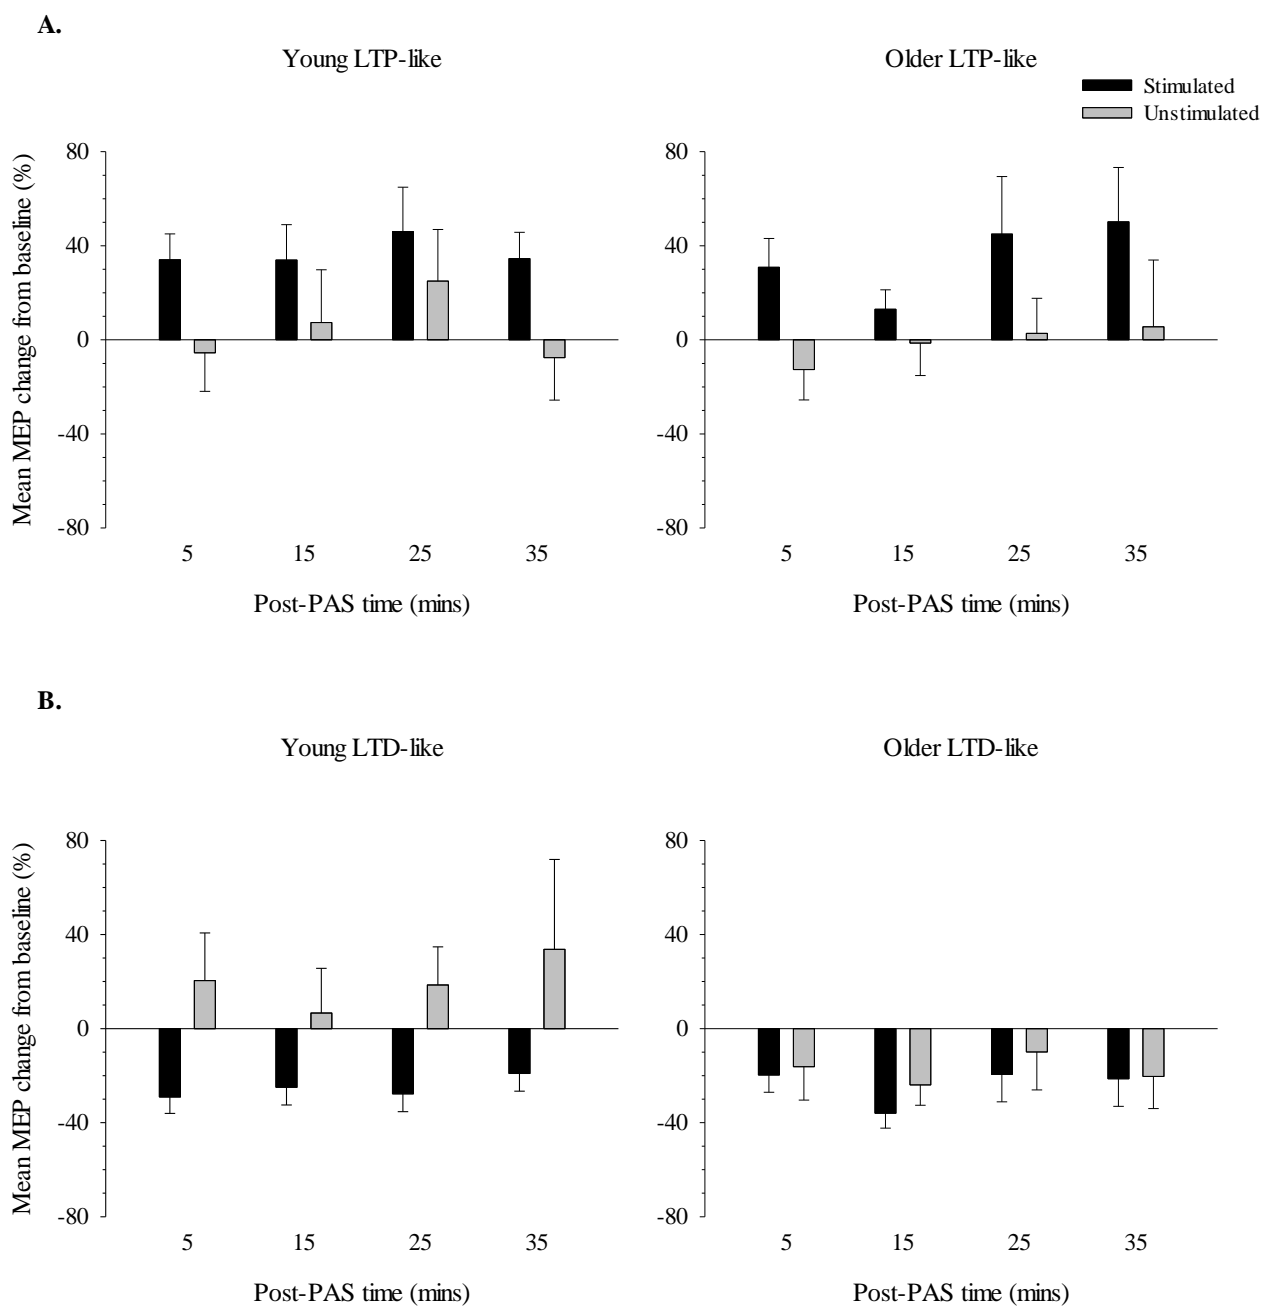 A.
Young LTP-like
Older LTP-like
Stimulated
Unstimulated
Mean MEP change from baseline (%)
80
40
0
-40
-80
5 15 25 35
Post-PAS time (mins)
80
40
0
-40
-80
5 15 25 35
Post-PAS time (mins)
B.
Young LTD-like
Older LTD-like
Mean MEP change from baseline (%)
80
40
0
-40
-80
5 15 25 35
Post-PAS time (mins)
80
40
0
-40
-80
5 15 25 35
Post-PAS time (mins)